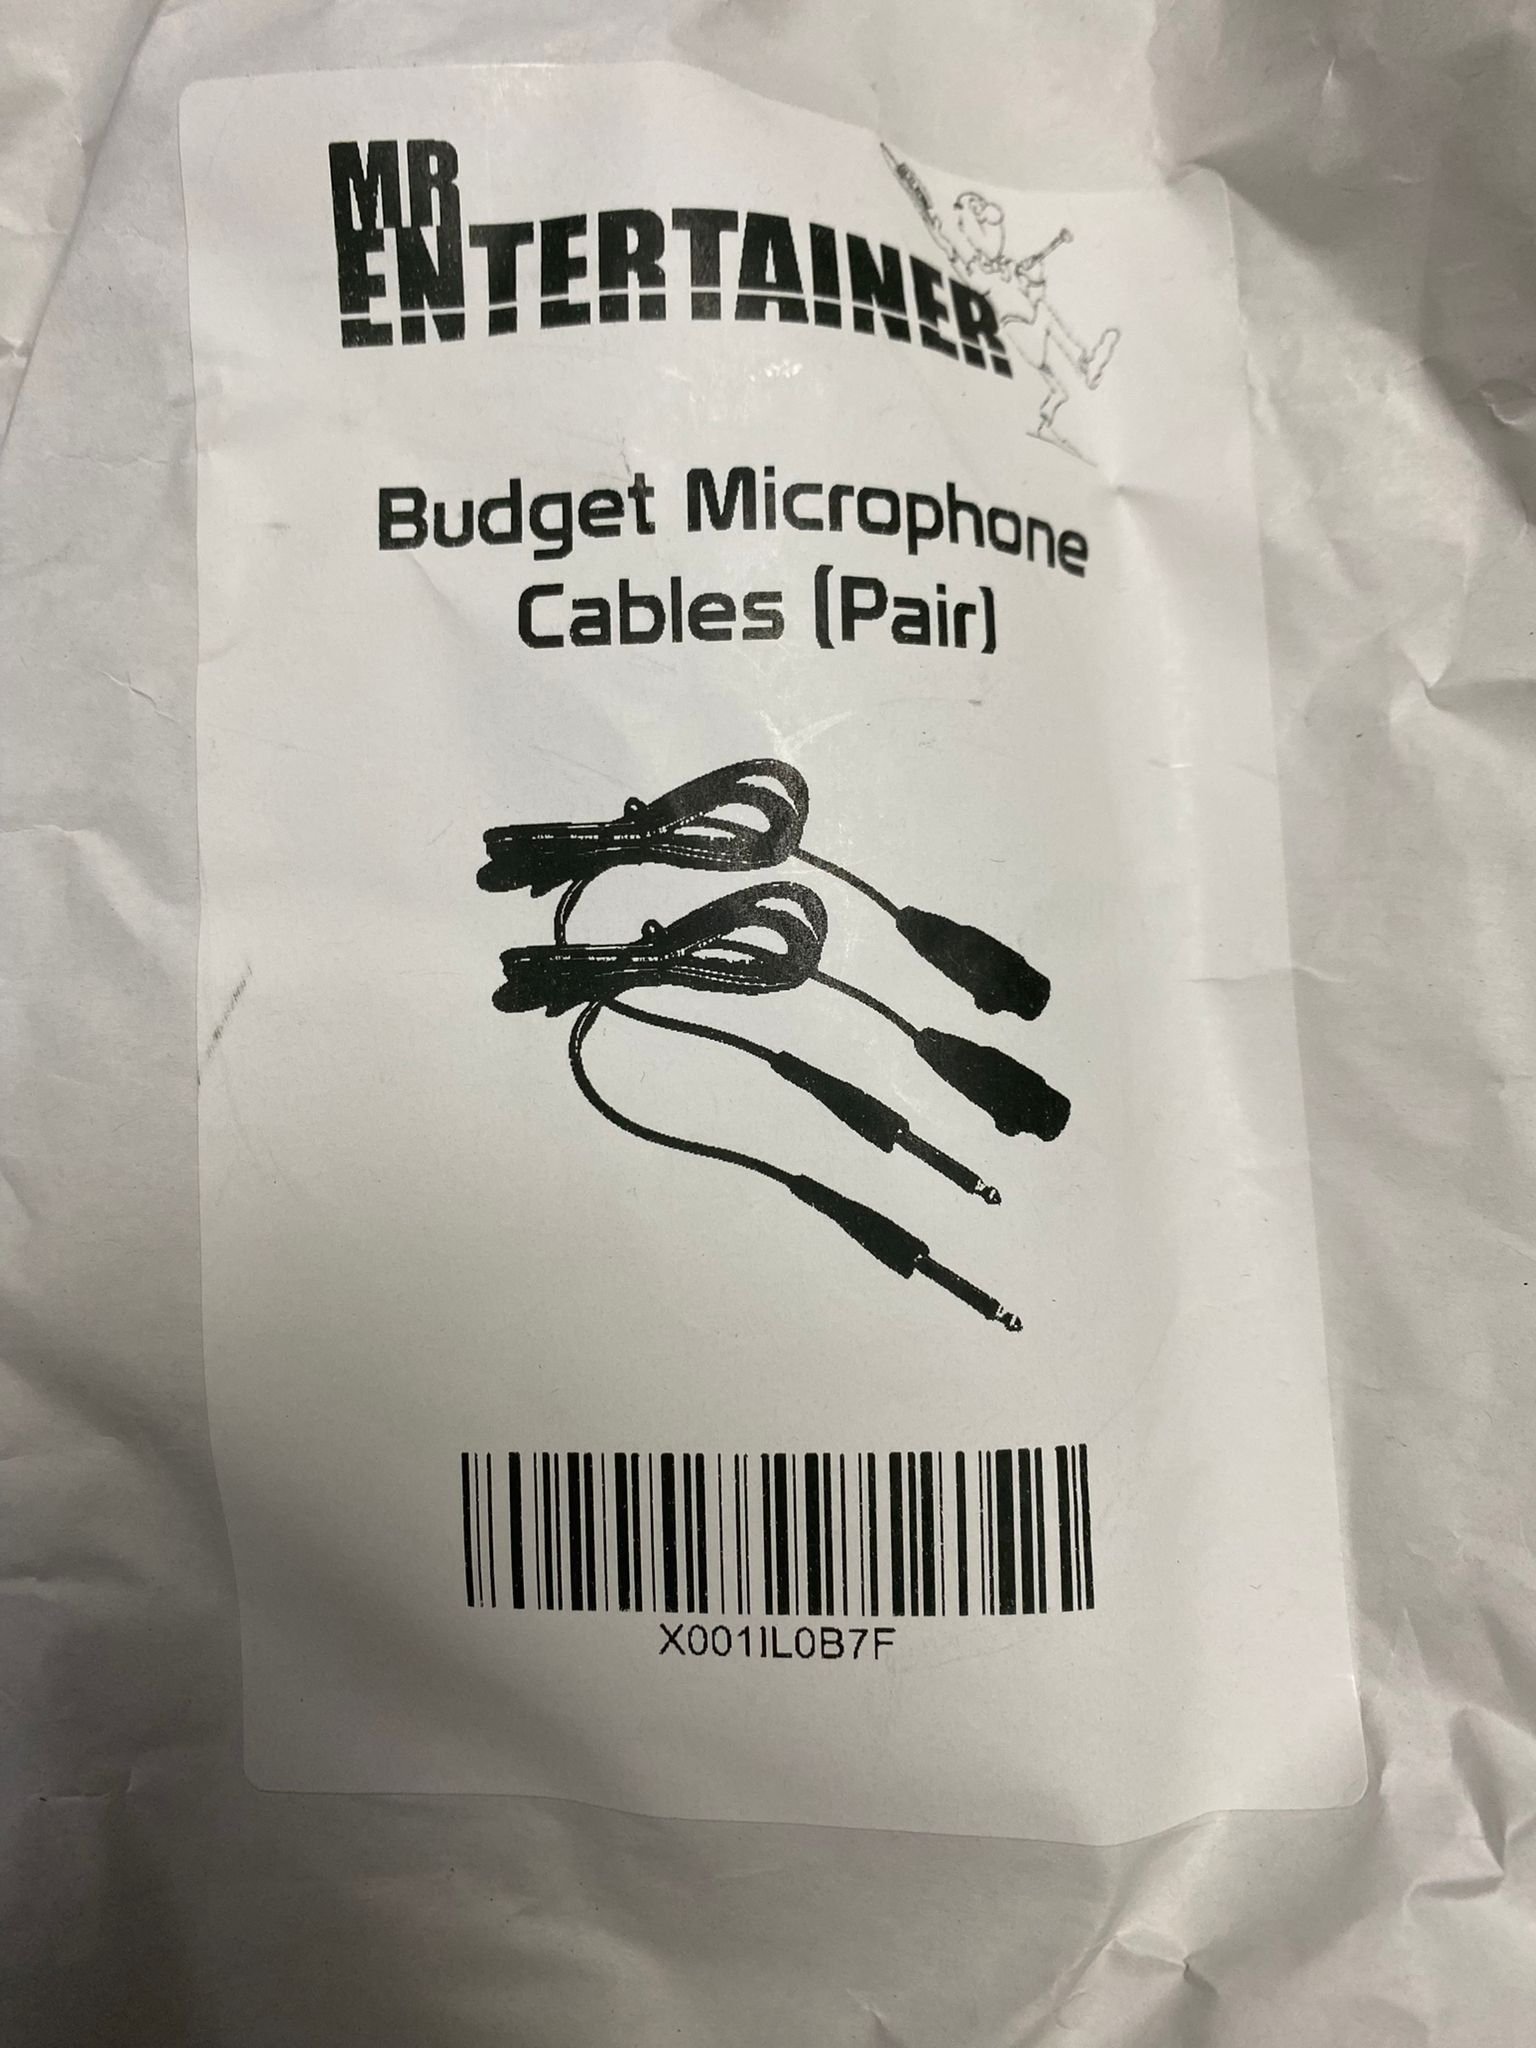 MR
ENTERTAINER
Budget Microphone
Cables (Pair)
X001IL0B7F